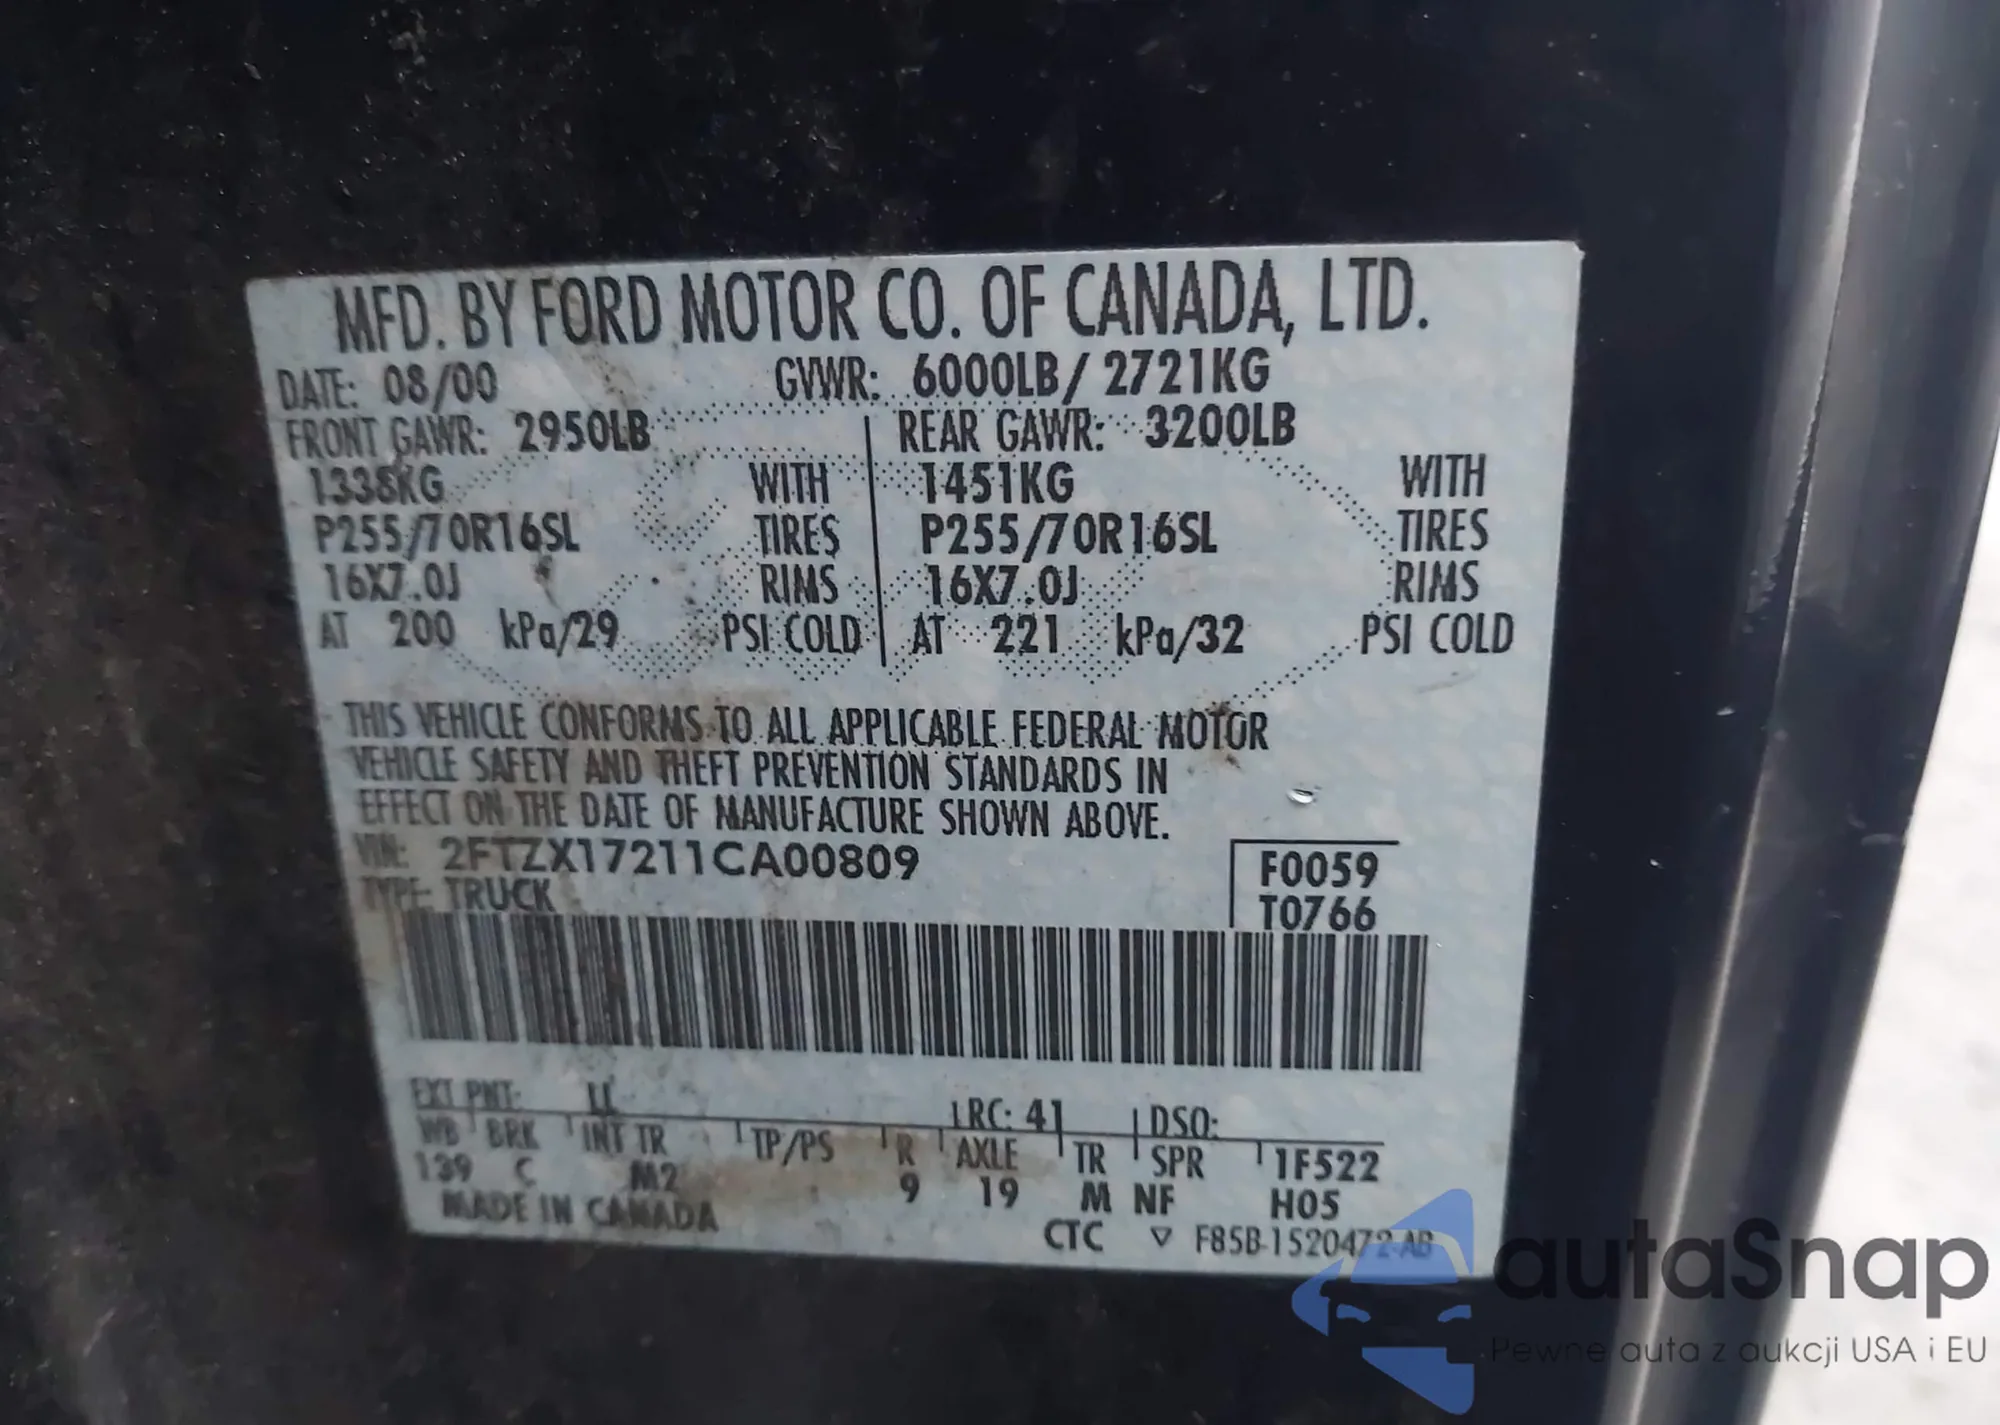 MFD. BY FORD MOTOR CO. OF CANADA, LTD.
DATE: 08/00 GVWR: 6000LB/ 2721KG
FRONT GAWR: 2950LB REAR GAWR: 3200LB
1338KG WITH 1451KG WITH
P255/70R16SL TIRES P255/70R16SL TIRES
16X7.0J RIMS 16X7.0J RIMS
AT 200 kPa/29 PSI COLD AT 221 kPa/32 PSI COLD
THIS VEHICLE CONFORMS TO ALL APPLICABLE FEDERAL MOTOR
VEHICLE SAFETY AND THEFT PREVENTION STANDARDS IN
EFFECT ON THE DATE OF MANUFACTURE SHOWN ABOVE.
VIN: 2FTZX17211CA00809 F0059
TYPE: TRUCK T0766
EXT PNT: LRC: 41 DSO:
WB BRK INT TR TP/PS R AXLE TR SPR 1F522
139 C M2 9 19 M NF H05
MADE IN CANADA
CTC ▽ F85B-1520472-AB
autaSnap
Pewne auta z aukcji USA i EU